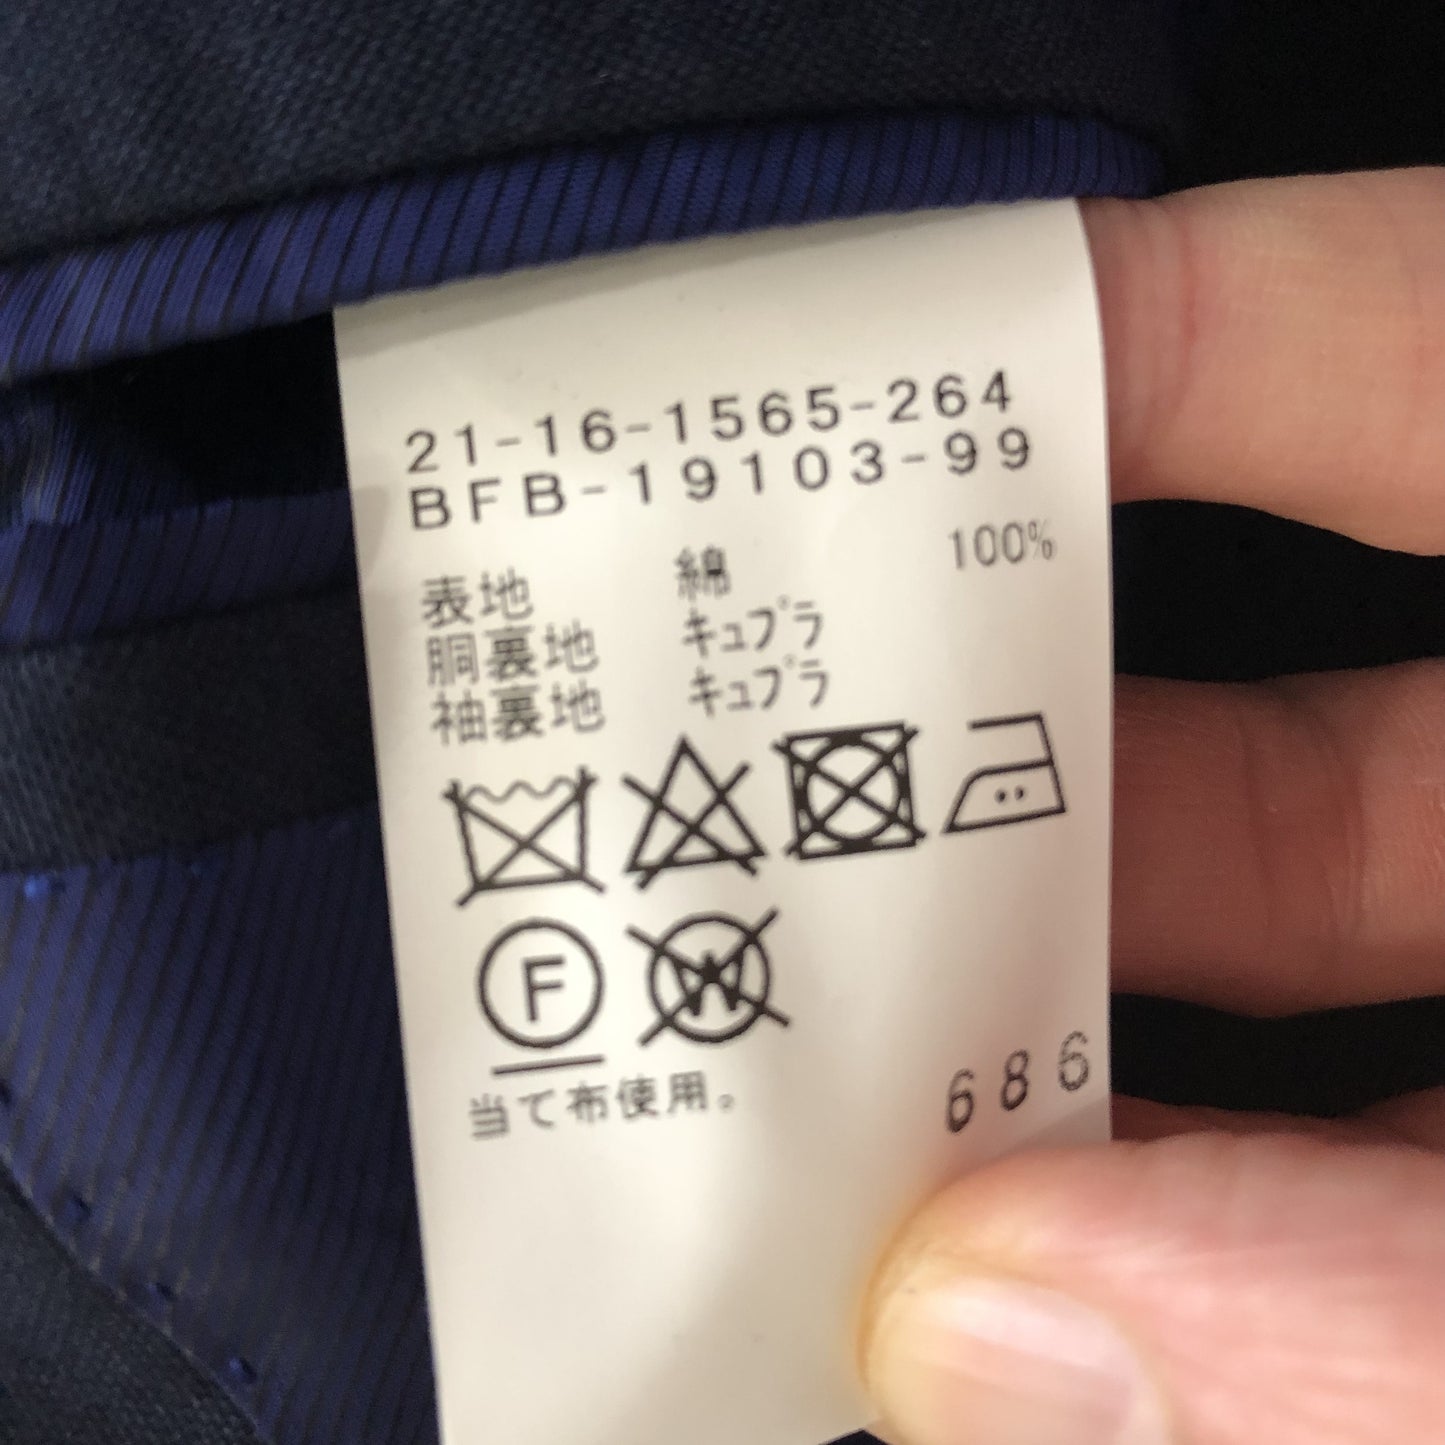 21-16-1565-264
BFB-19103-99
表地 綿 100%
胴裏地 キュプラ
袖裏地 キュプラ
F W
当て布使用。
686